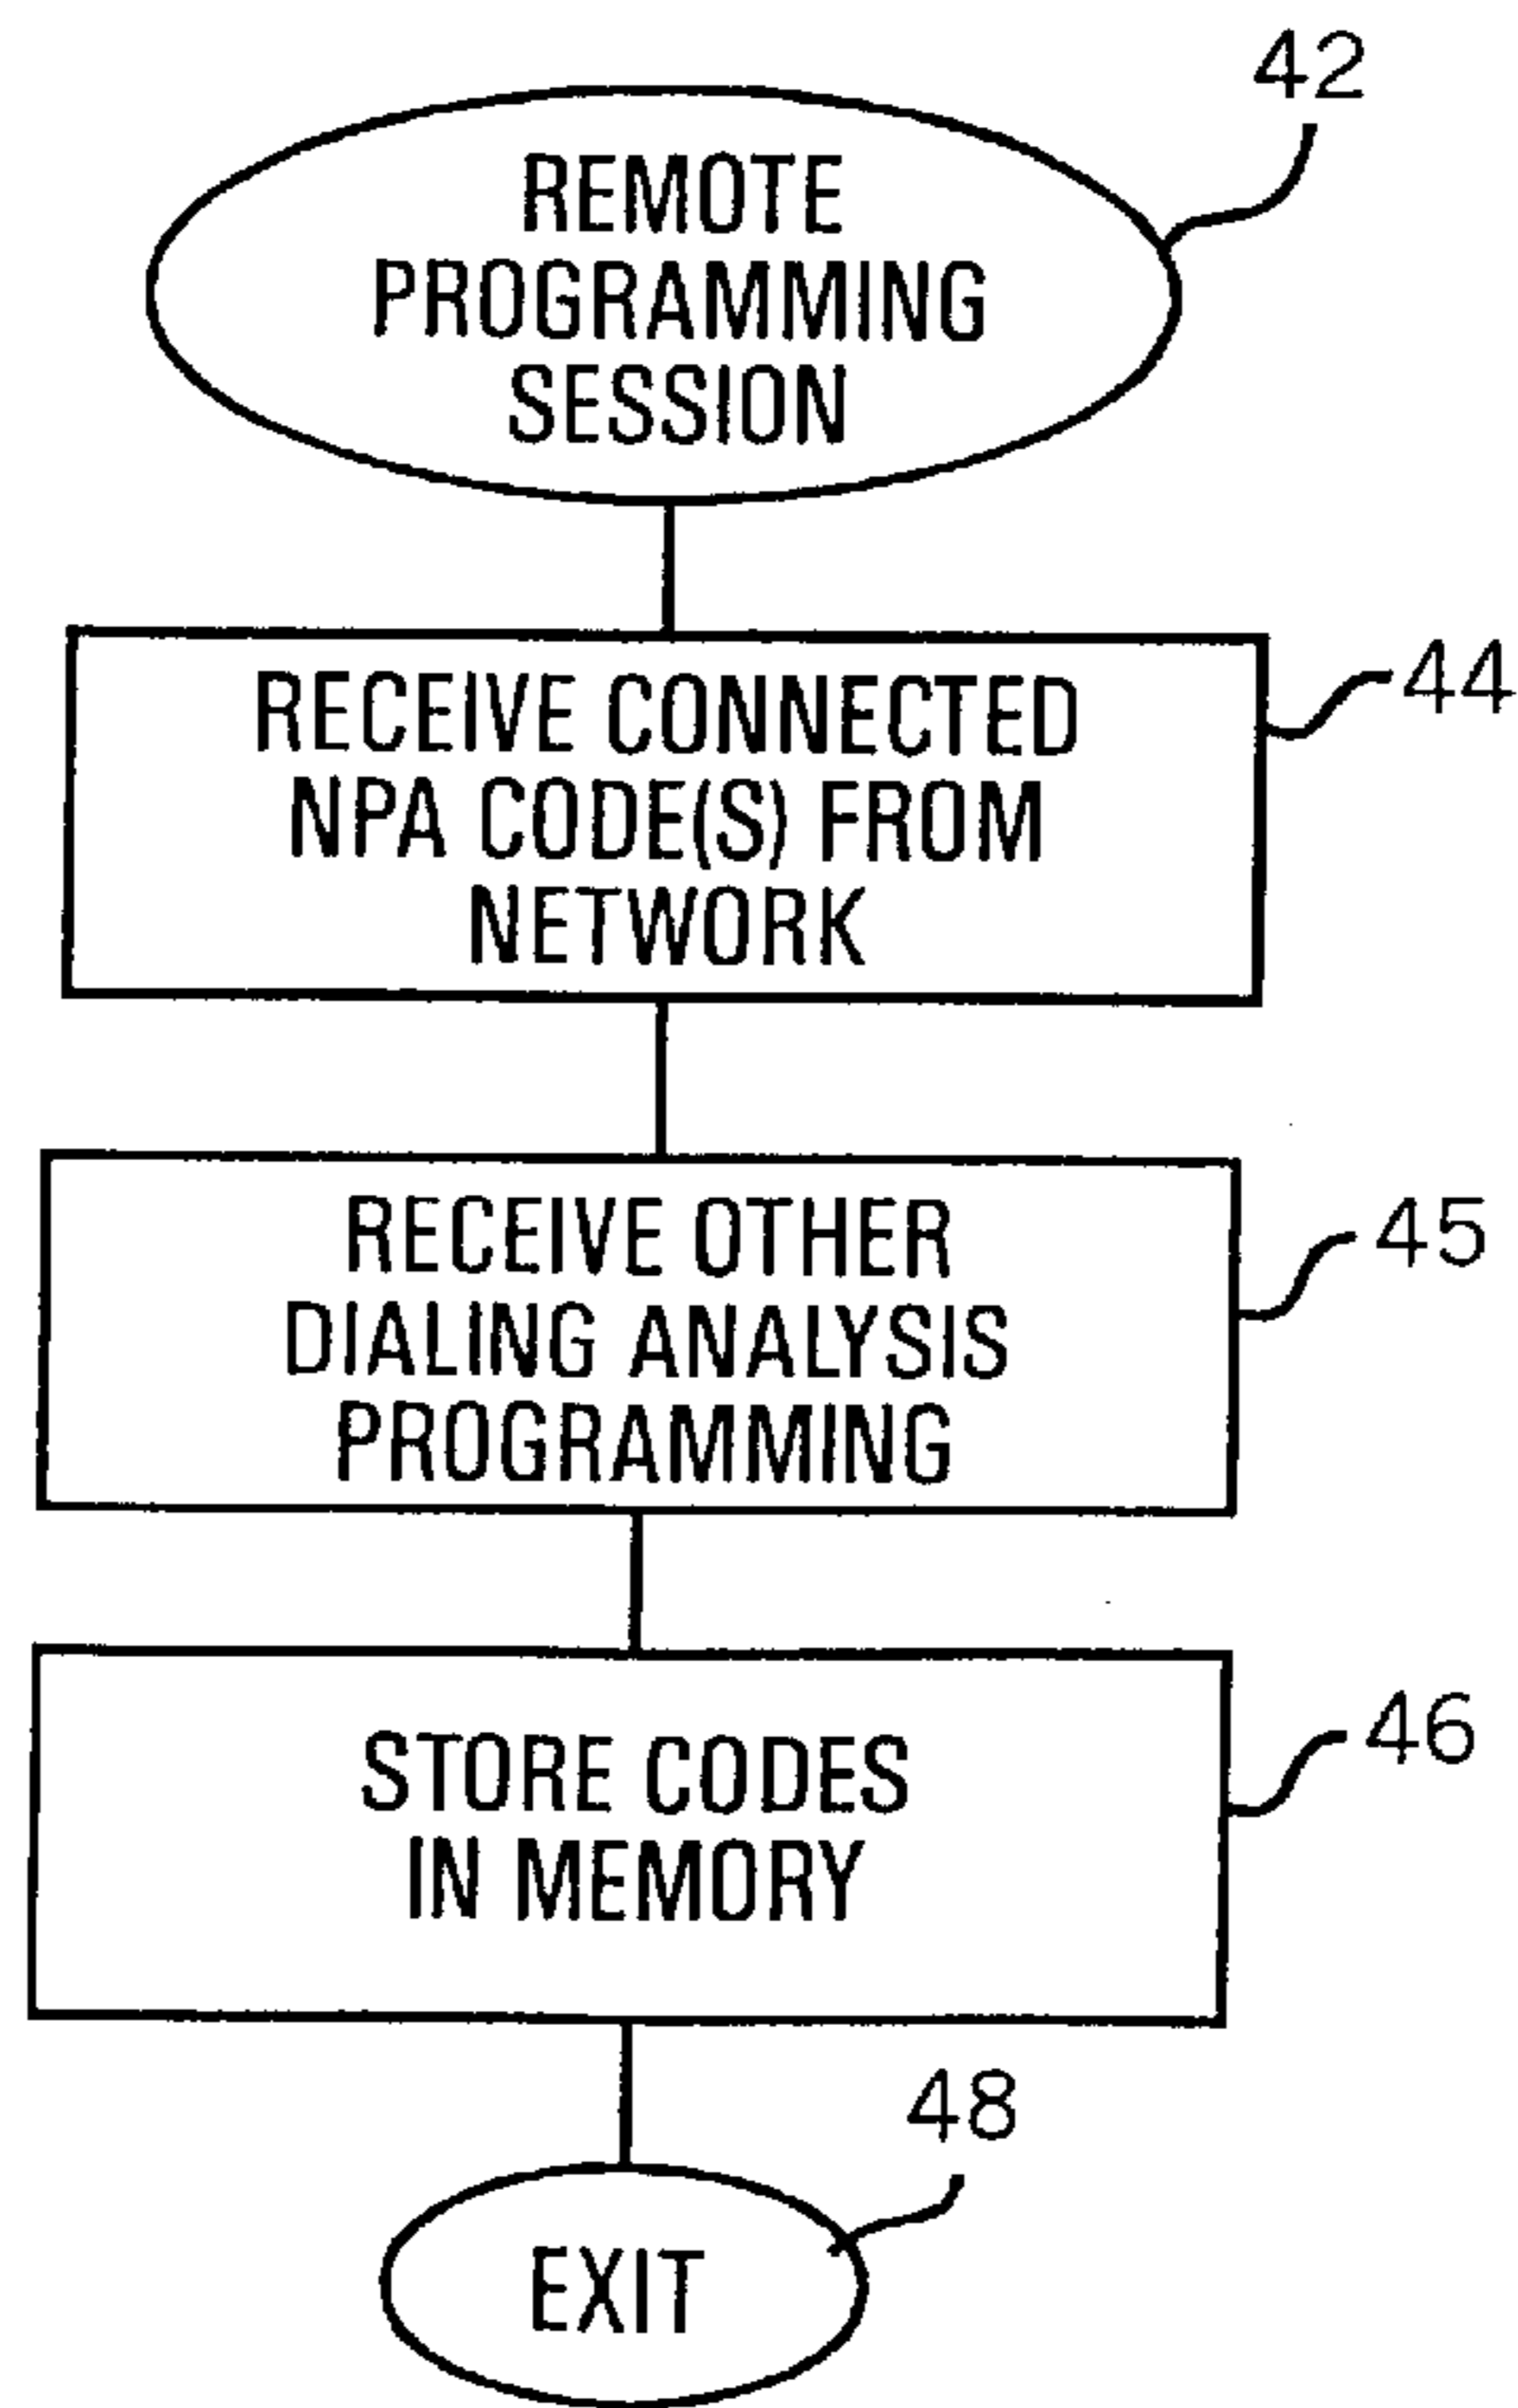 42
REMOTE
PROGRAMMING
SESSION
44
RECEIVE CONNECTED
NPA CODE(S) FROM
NETWORK
45
RECEIVE OTHER
DIALING ANALYSIS
PROGRAMMING
46
STORE CODES
IN MEMORY
48
EXIT